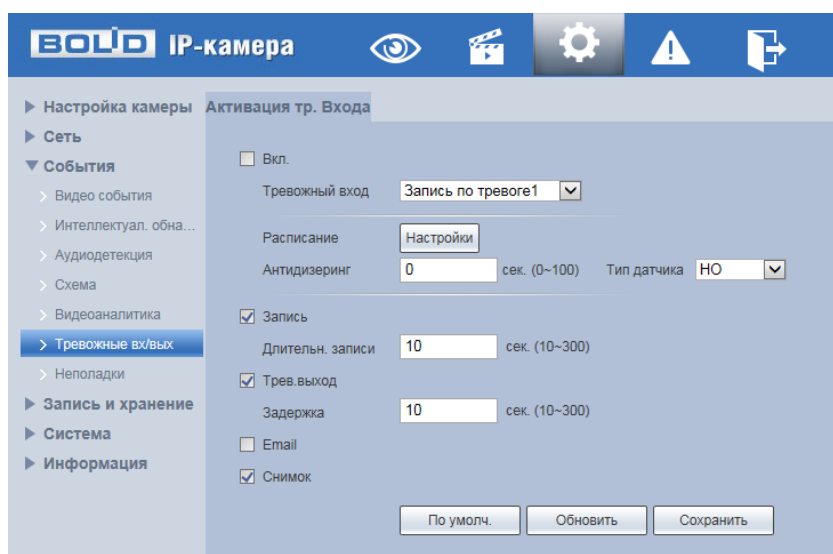 BOLID IP-камера
Настройка камеры
Сеть
События
Видео события
Интеллектуал. обна...
Аудиодетекция
Схема
Видеоаналитика
Тревожные вх/вых
Неполадки
Запись и хранение
Система
Информация
Активация тр. Входа
Вкл.
Тревожный вход Запись по тревоге1
Расписание Настройки
Антидизеринг 0 сек. (0~100) Тип датчика НО
Запись
Длительн. записи 10 сек. (10~300)
Трев.выход
Задержка 10 сек. (10~300)
Email
Снимок
По умолч. Обновить Сохранить